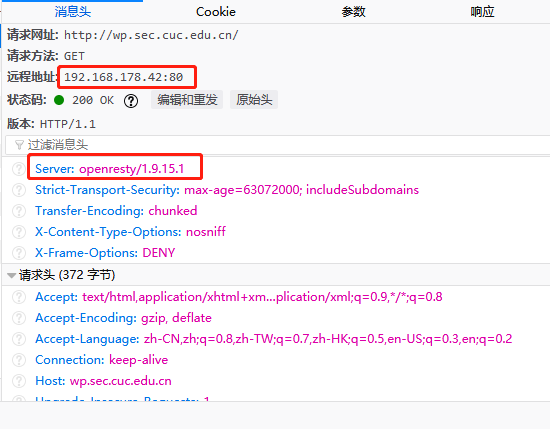 消息头 Cookie 参数 响应
请求网址: http://wp.sec.cuc.edu.cn/
请求方法: GET
远程地址: 192.168.178.42:80
状态码: 200 OK ? 编辑和重发 原始头
版本: HTTP/1.1
过滤消息头
? Server: openresty/1.9.15.1
? Strict-Transport-Security: max-age=63072000; includeSubdomains
? Transfer-Encoding: chunked
? X-Content-Type-Options: nosniff
? X-Frame-Options: DENY
请求头 (372 字节)
? Accept: text/html,application/xhtml+xm…plication/xml;q=0.9,*/*;q=0.8
? Accept-Encoding: gzip, deflate
? Accept-Language: zh-CN,zh;q=0.8,zh-TW;q=0.7,zh-HK;q=0.5,en-US;q=0.3,en;q=0.2
? Connection: keep-alive
? Host: wp.sec.cuc.edu.cn
? Upgrade-Insecure-Requests: 1